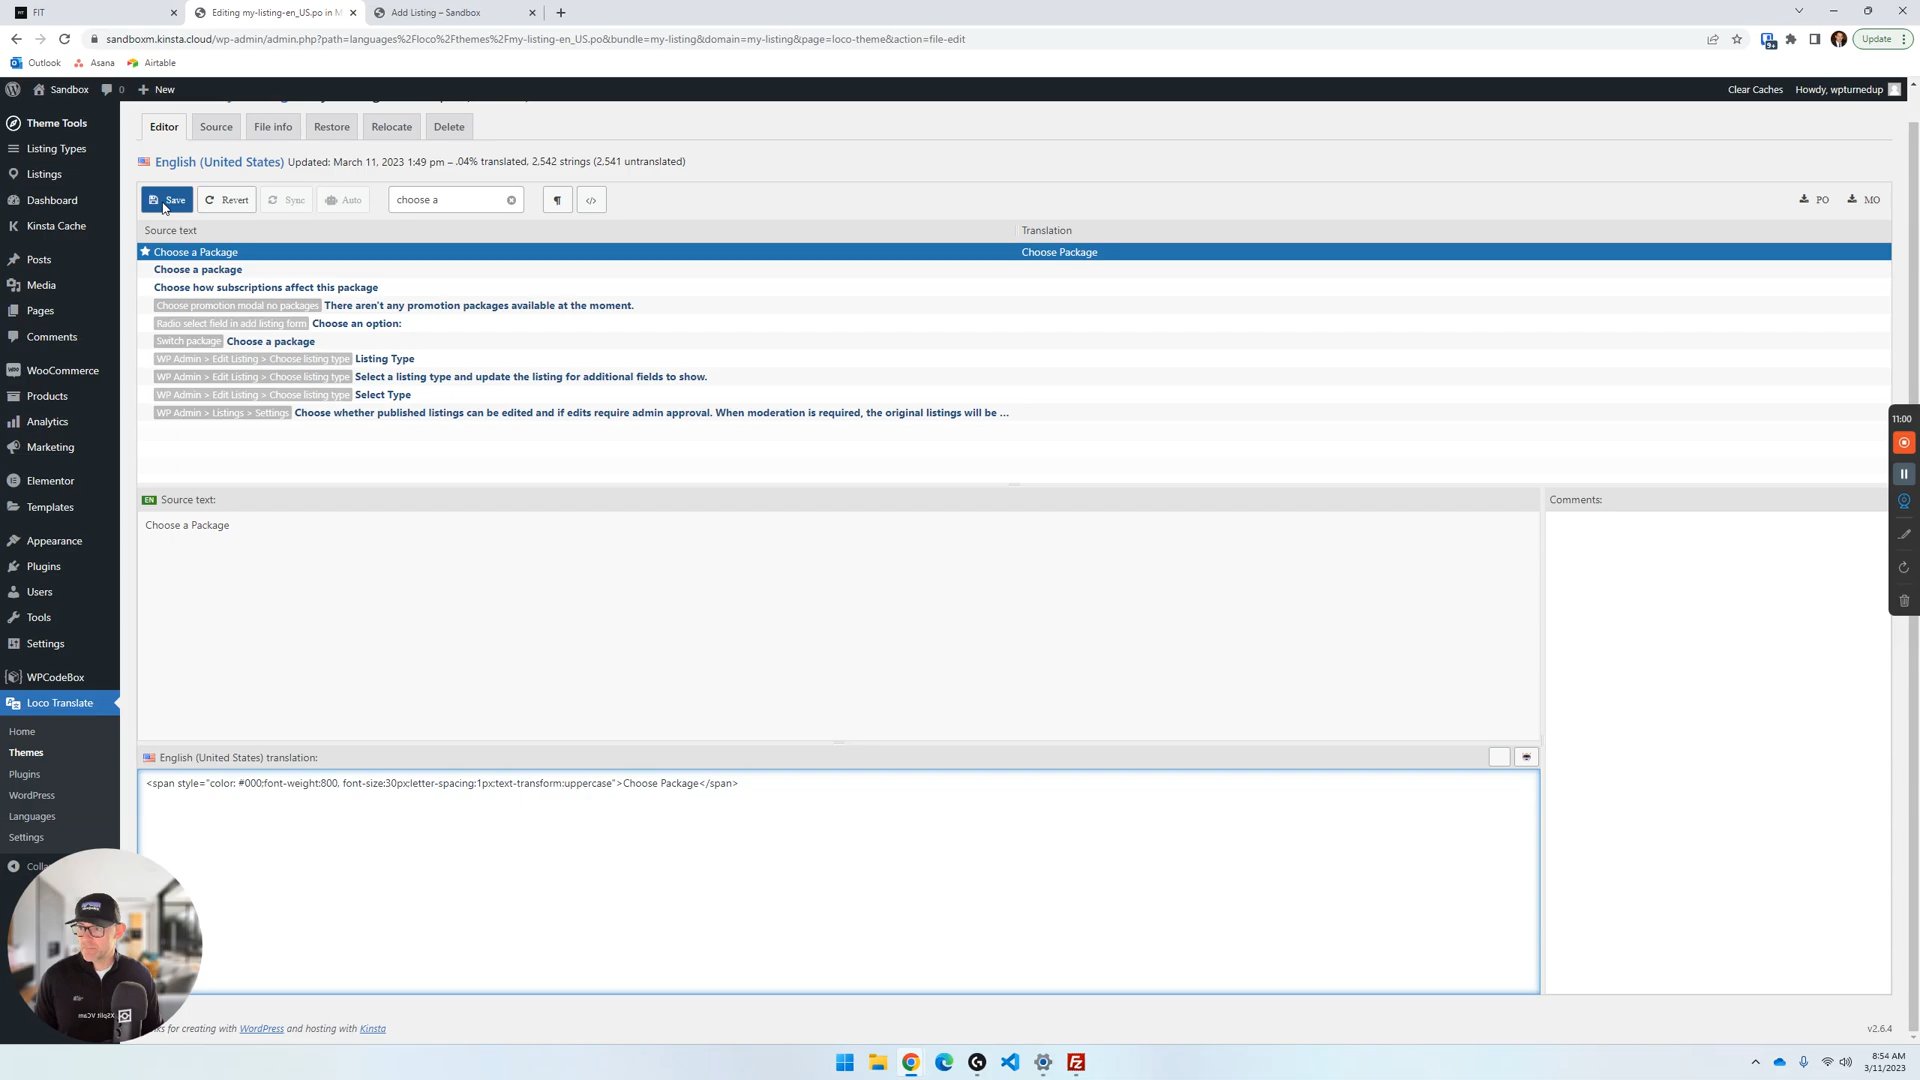 FIT
Editing my-listing-en_US.po in M
Add Listing – Sandbox
sandboxm.kinsta.cloud/wp-admin/admin.php?path=languages%2Floco%2Fthemes%2Fmy-listing-en_US.po&bundle=my-listing&domain=my-listing&page=loco-theme&action=file-edit
Update
Outlook
Asana
Airtable
Sandbox
0
New
Clear Caches
Howdy, wpturnedup
Theme Tools
Listing Types
Listings
Dashboard
Kinsta Cache
Posts
Media
Pages
Comments
WooCommerce
Products
Analytics
Marketing
Elementor
Templates
Appearance
Plugins
Users
Tools
Settings
WPCodeBox
Loco Translate
Home
Themes
Plugins
WordPress
Languages
Settings
Editor
Source
File info
Restore
Relocate
Delete
English (United States) Updated: March 11, 2023 1:49 pm – .04% translated, 2,542 strings (2,541 untranslated)
Save
Revert
Sync
Auto
choose a
¶
</>
PO
MO
Source text
Translation
Choose a Package
Choose Package
Choose a package
Choose how subscriptions affect this package
Choose promotion modal no packages There aren't any promotion packages available at the moment.
Radio select field in add listing form Choose an option:
Switch package Choose a package
WP Admin > Edit Listing > Choose listing type Listing Type
WP Admin > Edit Listing > Choose listing type Select a listing type and update the listing for additional fields to show.
WP Admin > Edit Listing > Choose listing type Select Type
WP Admin > Listings > Settings Choose whether published listings can be edited and if edits require admin approval. When moderation is required, the original listings will be ...
EN Source text:
Comments:
Choose a Package
English (United States) translation:
<span style="color: #000;font-weight:800, font-size:30px;letter-spacing:1px;text-transform:uppercase">Choose Package</span>
11:00
for creating with WordPress and hosting with Kinsta
v2.6.4
8:54 AM
3/11/2023